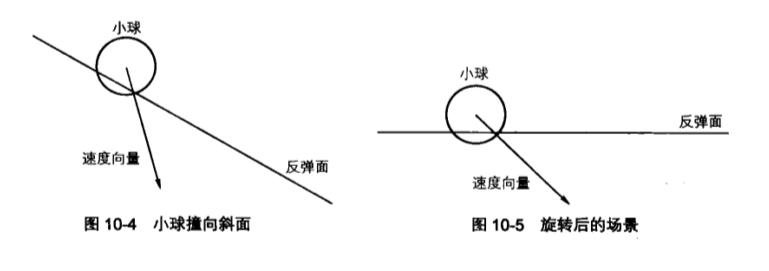 小球
速度向量
反弹面
图 10-4 小球撞向斜面
小球
反弹面
速度向量
图 10-5 旋转后的场景